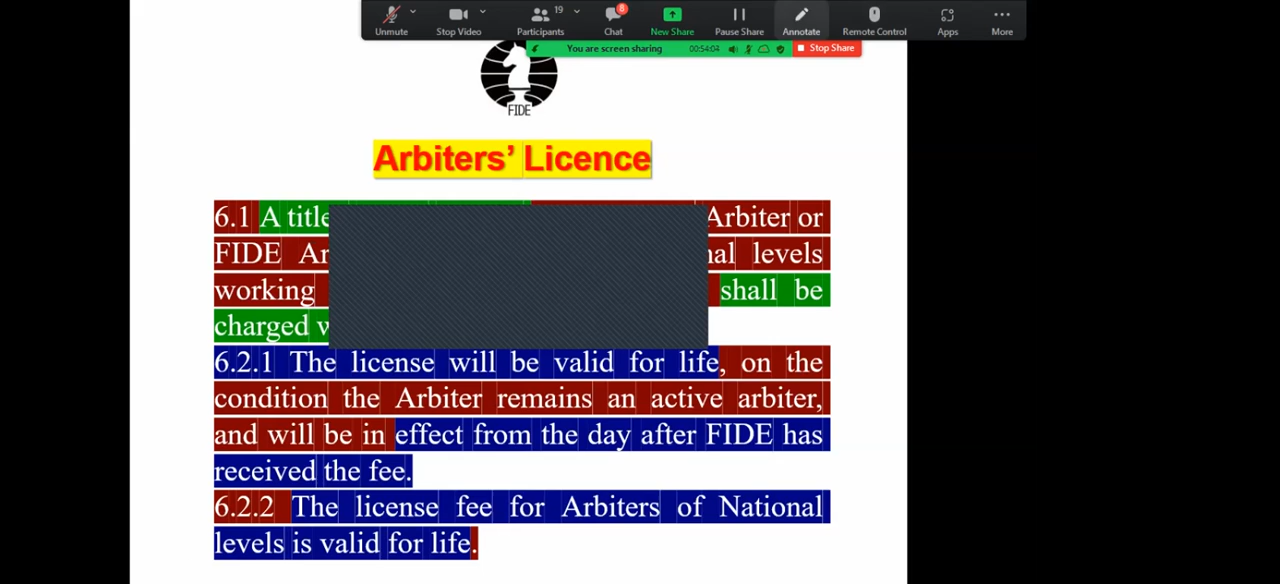 19
8
Unmute
Stop Video
Participants
Chat
New Share
Pause Share
Annotate
Remote Control
Apps
More
You are screen sharing
00:54:04
Stop Share
FIDE
Arbiters’ Licence
6.1 A title Arbiter or
FIDE levels
working shall be
charged
6.2.1 The license will be valid for life, on the
condition the Arbiter remains an active arbiter,
and will be in effect from the day after FIDE has
received the fee.
6.2.2 The license fee for Arbiters of National
levels is valid for life.